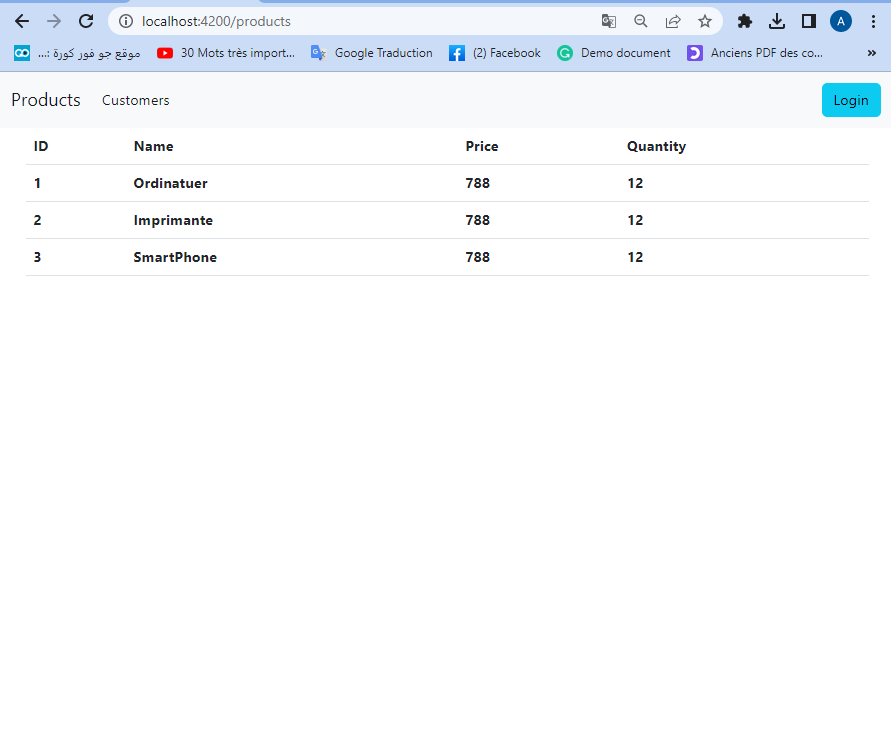 localhost:4200/products
موقع جو فور كورة :...
30 Mots très import...
Google Traduction
(2) Facebook
Demo document
Anciens PDF des co...
»
A
Products Customers Login
ID Name Price Quantity
1 Ordinatuer 788 12
2 Imprimante 788 12
3 SmartPhone 788 12